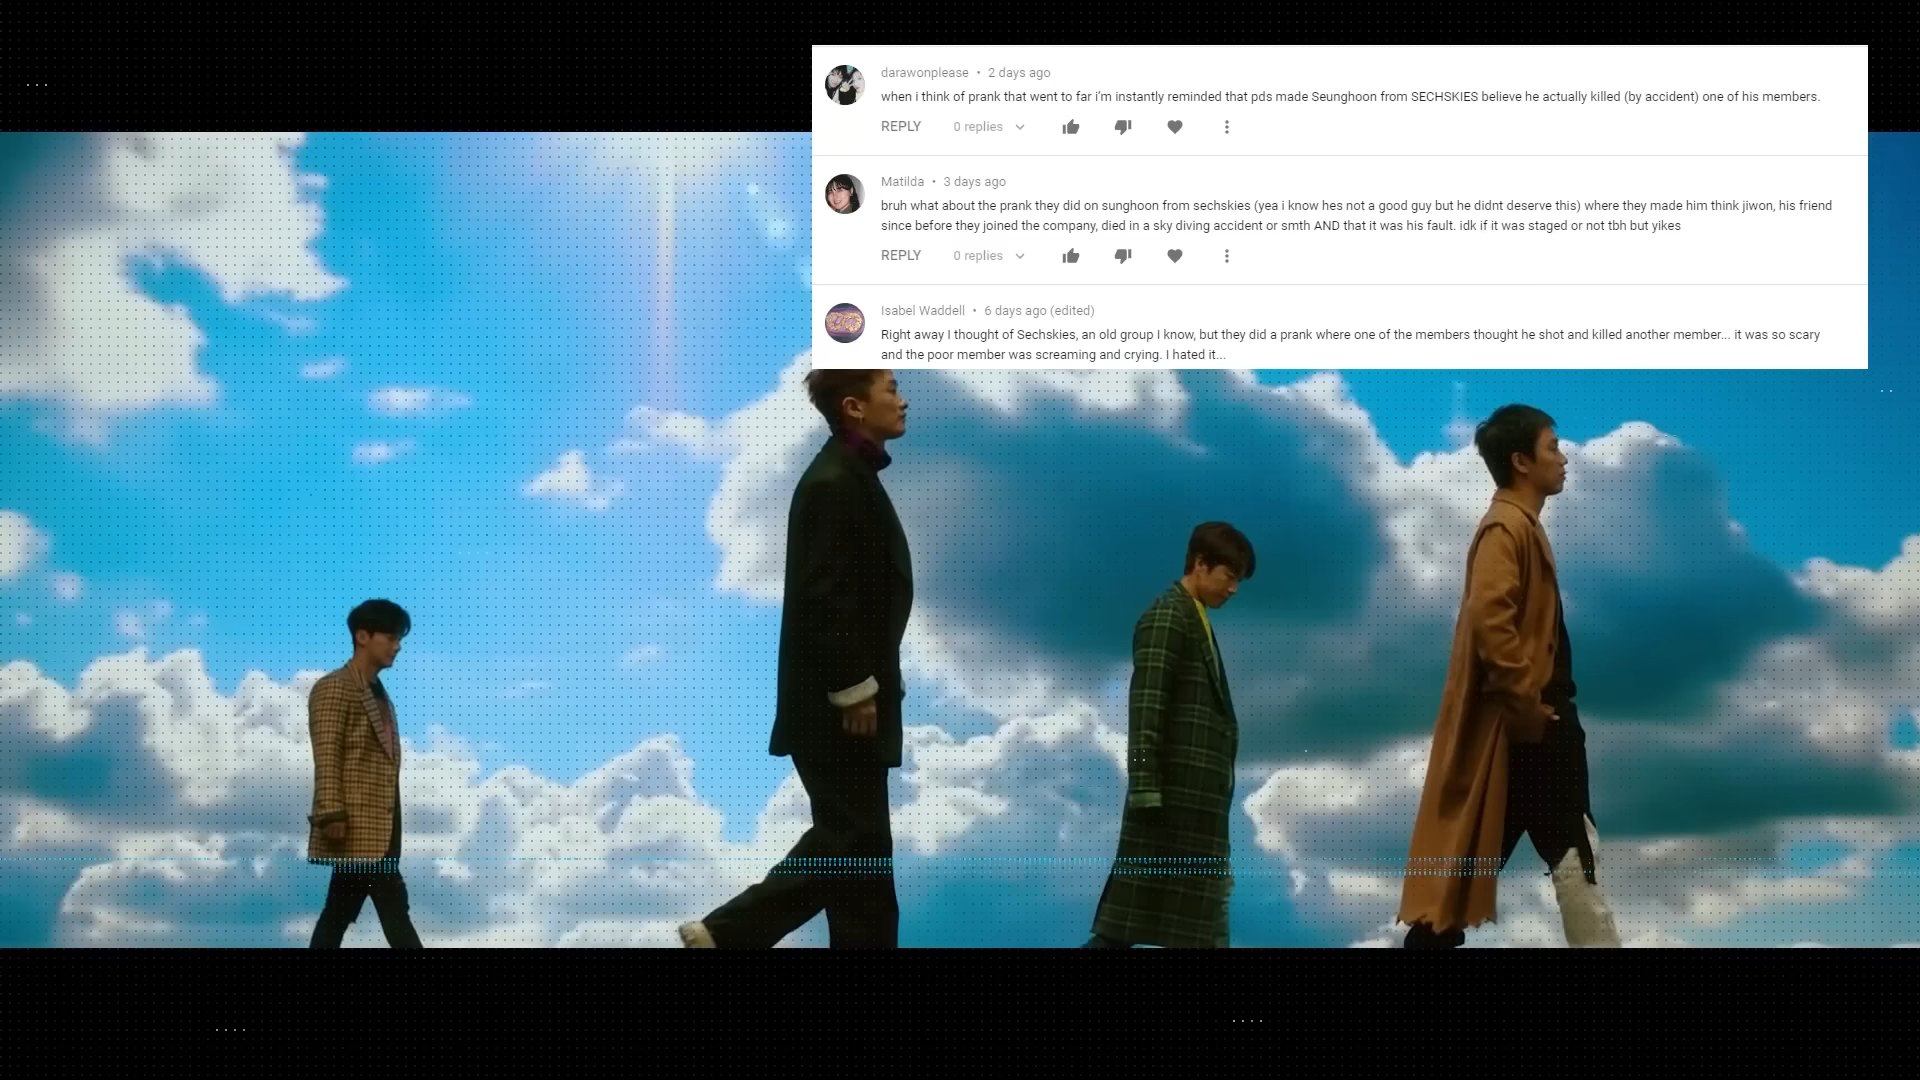 darawonplease • 2 days ago
when i think of prank that went to far i'm instantly reminded that pds made Seunghoon from SECHSKIES believe he actually killed (by accident) one of his members.
REPLY 0 replies
Matilda • 3 days ago
bruh what about the prank they did on sunghoon from sechskies (yea i know hes not a good guy but he didnt deserve this) where they made him think jiwon, his friend
since before they joined the company, died in a sky diving accident or smth AND that it was his fault. idk if it was staged or not tbh but yikes
REPLY 0 replies
Isabel Waddell • 6 days ago (edited)
Right away I thought of Sechskies, an old group I know, but they did a prank where one of the members thought he shot and killed another member... it was so scary
and the poor member was screaming and crying. I hated it...